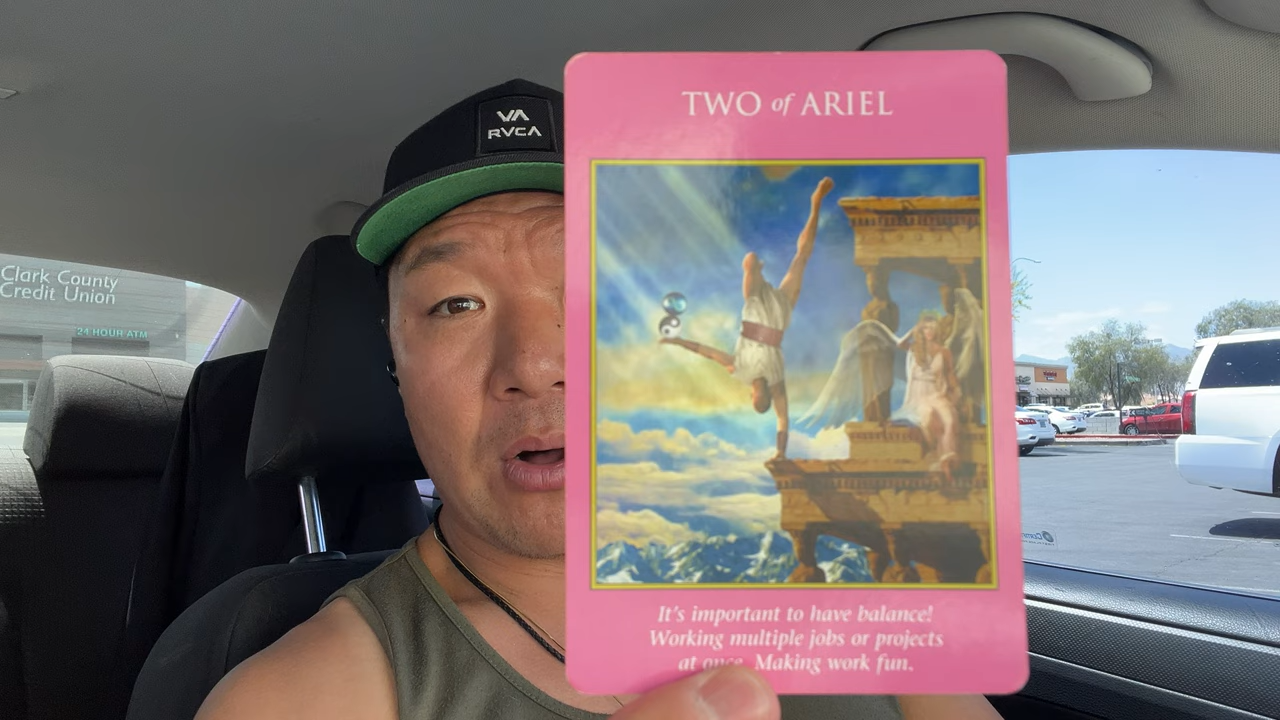 TWO of ARIEL
VA
RVCA
Clark County
Credit Union
24 HOUR ATM
It's important to have balance!
Working multiple jobs or projects
at once. Making work fun.